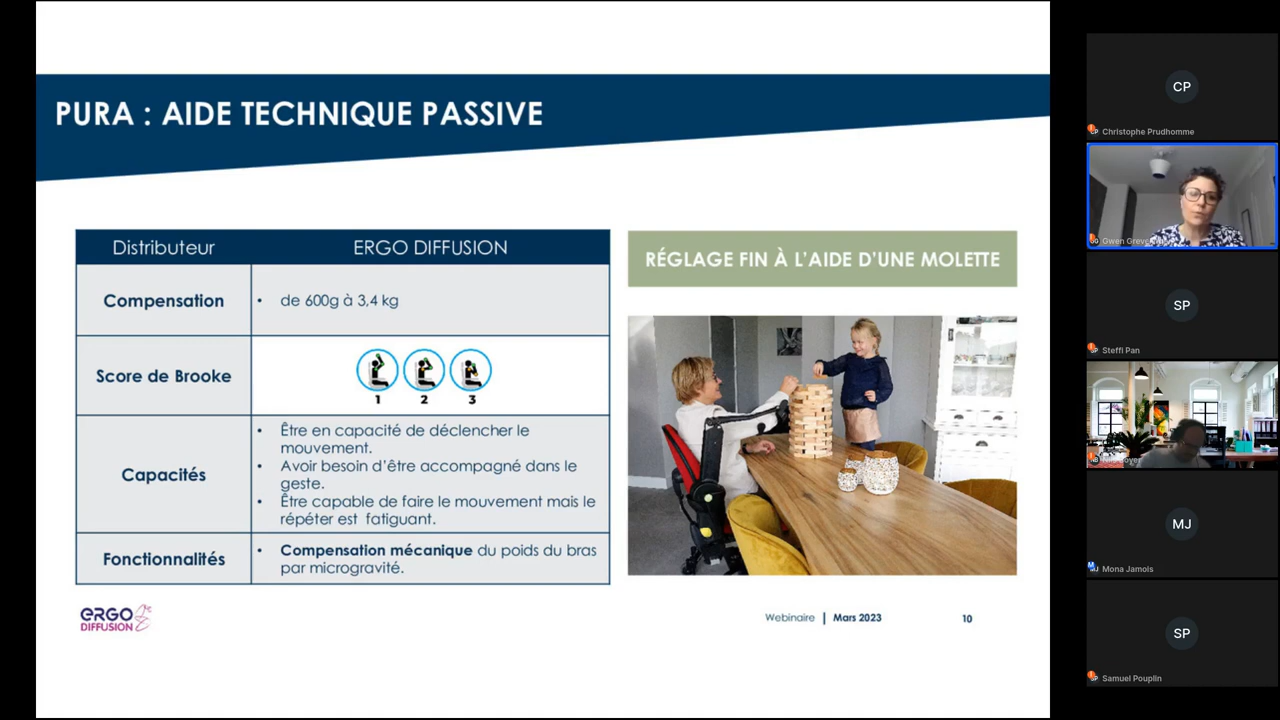 PURA : AIDE TECHNIQUE PASSIVE
Distributeur
ERGO DIFFUSION
Compensation
• de 600g à 3,4 kg
Score de Brooke
1 2 3
Capacités
• Être en capacité de déclencher le
mouvement.
• Avoir besoin d'être accompagné dans le
geste.
• Être capable de faire le mouvement mais le
répéter est fatiguant.
Fonctionnalités
• Compensation mécanique du poids du bras
par microgravité.
RÉGLAGE FIN À L'AIDE D'UNE MOLETTE
ERGO
DIFFUSION
Webinaire | Mars 2023
10
CP
Christophe Prudhomme
Gwen
SP
Steffi Pan
MJ
Mona Jamois
SP
Samuel Pouplin